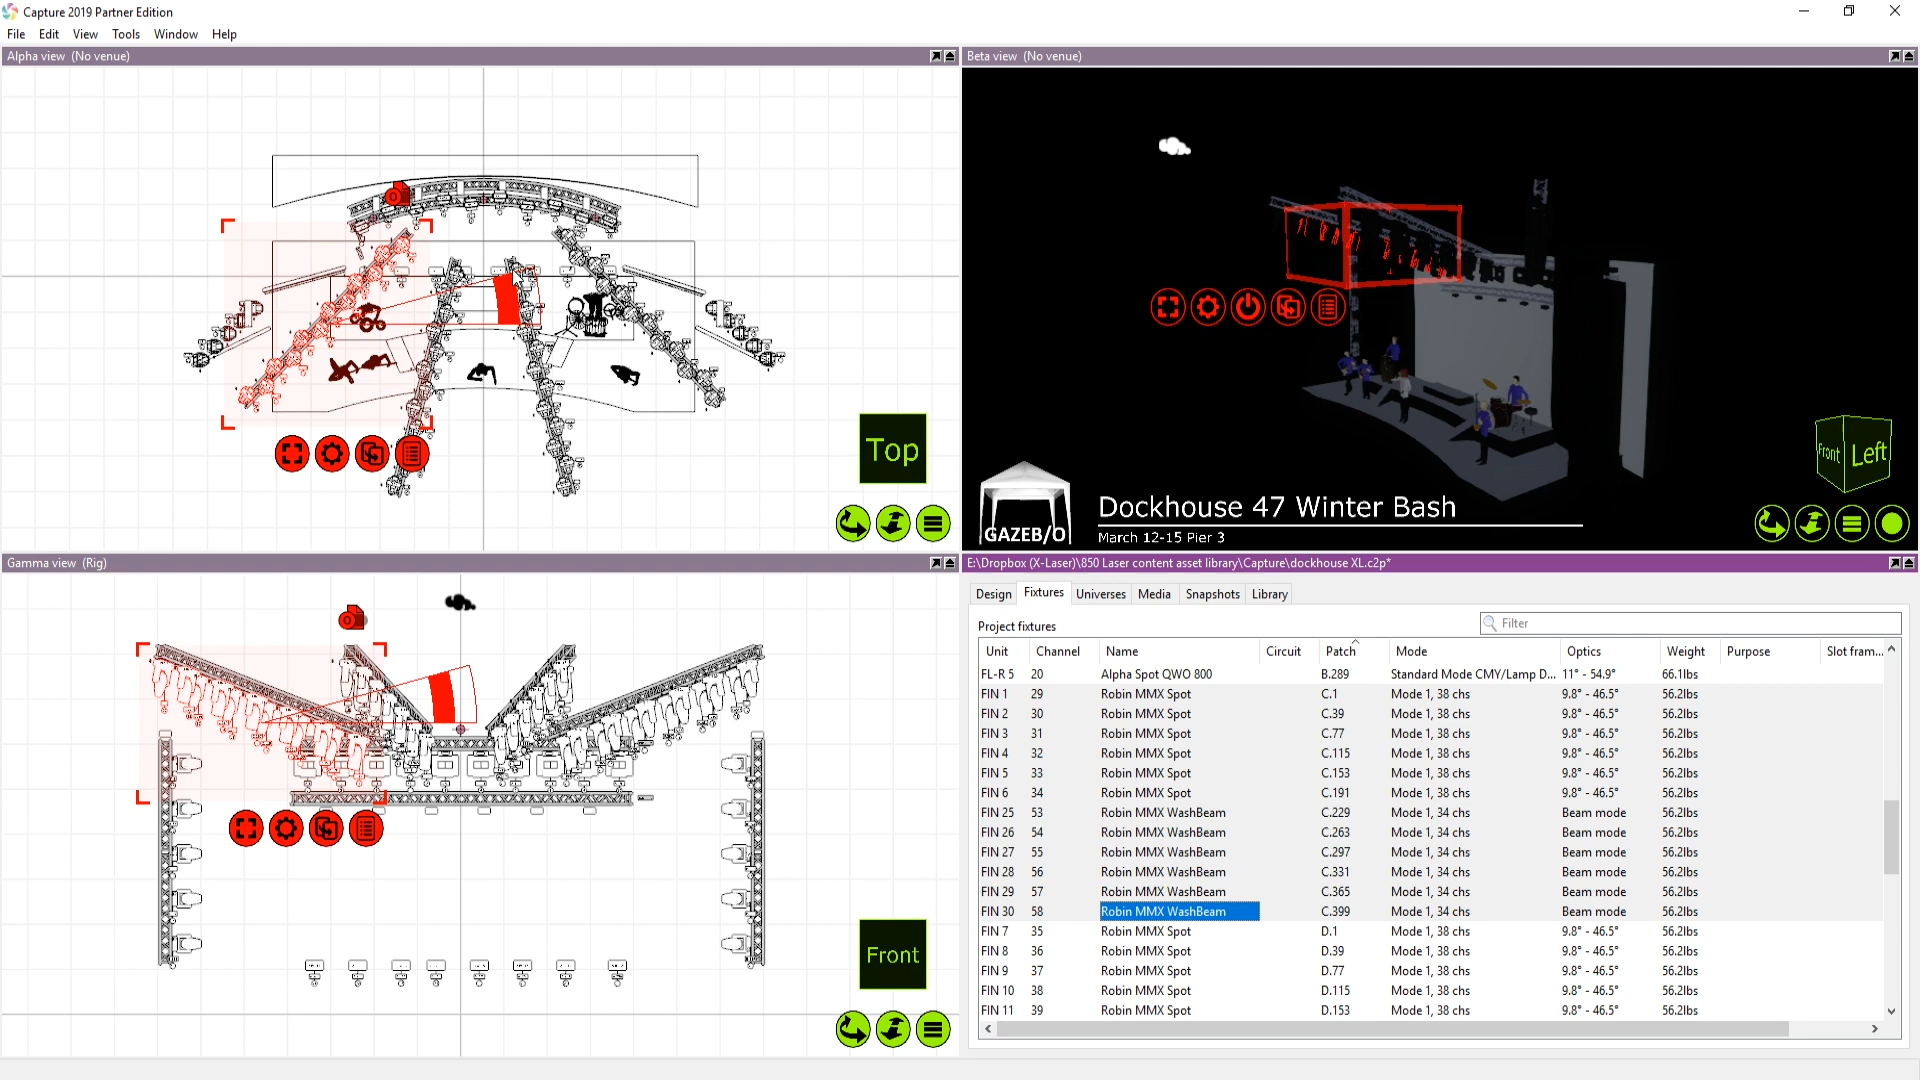 Capture 2019 Partner Edition
File Edit View Tools Window Help
Alpha view (No venue)
Top
Beta view (No venue)
Front Left
GAZEB/O
Dockhouse 47 Winter Bash
March 12-15 Pier 3
Gamma view (Rig)
Front
E:\Dropbox (X-Laser)\850 Laser content asset library\Capture\dockhouse XL.c2p*
Design Fixtures Universes Media Snapshots Library
Project fixtures
Filter
Unit Channel Name Circuit Patch Mode Optics Weight Purpose Slot fram...
FL-R 5 20 Alpha Spot QWO 800 B.289 Standard Mode CMY/Lamp D... 11° - 54.9° 66.1lbs
FIN 1 29 Robin MMX Spot C.1 Mode 1, 38 chs 9.8° - 46.5° 56.2lbs
FIN 2 30 Robin MMX Spot C.39 Mode 1, 38 chs 9.8° - 46.5° 56.2lbs
FIN 3 31 Robin MMX Spot C.77 Mode 1, 38 chs 9.8° - 46.5° 56.2lbs
FIN 4 32 Robin MMX Spot C.115 Mode 1, 38 chs 9.8° - 46.5° 56.2lbs
FIN 5 33 Robin MMX Spot C.153 Mode 1, 38 chs 9.8° - 46.5° 56.2lbs
FIN 6 34 Robin MMX Spot C.191 Mode 1, 38 chs 9.8° - 46.5° 56.2lbs
FIN 25 53 Robin MMX WashBeam C.229 Mode 1, 34 chs Beam mode 56.2lbs
FIN 26 54 Robin MMX WashBeam C.263 Mode 1, 34 chs Beam mode 56.2lbs
FIN 27 55 Robin MMX WashBeam C.297 Mode 1, 34 chs Beam mode 56.2lbs
FIN 28 56 Robin MMX WashBeam C.331 Mode 1, 34 chs Beam mode 56.2lbs
FIN 29 57 Robin MMX WashBeam C.365 Mode 1, 34 chs Beam mode 56.2lbs
FIN 30 58 Robin MMX WashBeam C.399 Mode 1, 34 chs Beam mode 56.2lbs
FIN 7 35 Robin MMX Spot D.1 Mode 1, 38 chs 9.8° - 46.5° 56.2lbs
FIN 8 36 Robin MMX Spot D.39 Mode 1, 38 chs 9.8° - 46.5° 56.2lbs
FIN 9 37 Robin MMX Spot D.77 Mode 1, 38 chs 9.8° - 46.5° 56.2lbs
FIN 10 38 Robin MMX Spot D.115 Mode 1, 38 chs 9.8° - 46.5° 56.2lbs
FIN 11 39 Robin MMX Spot D.153 Mode 1, 38 chs 9.8° - 46.5° 56.2lbs